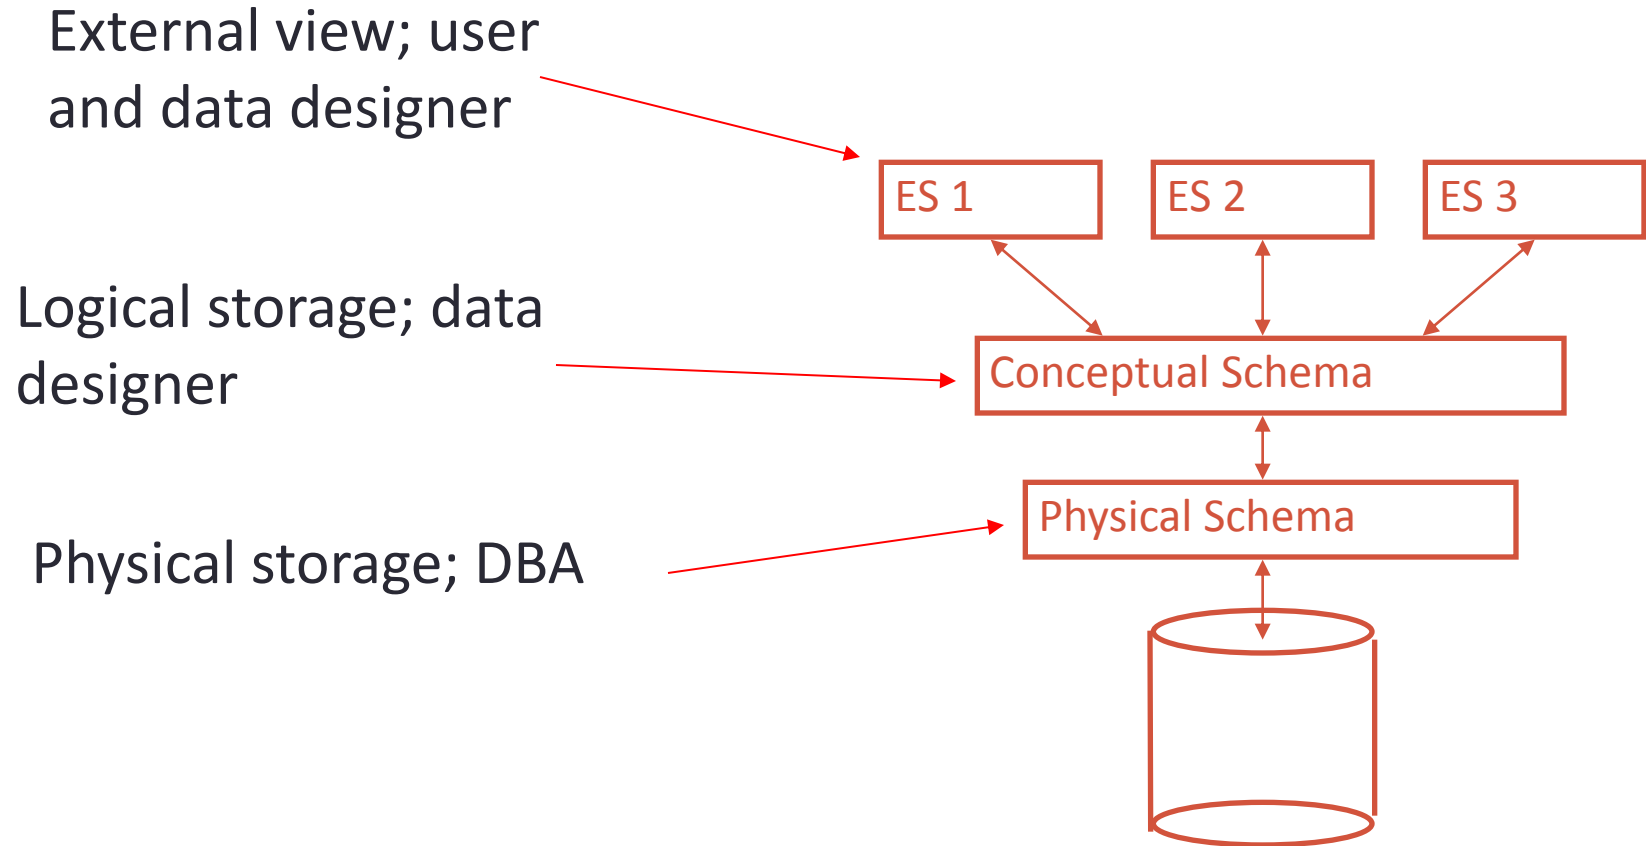 External view; user
and data designer
ES 1
ES 2
ES 3
Logical storage; data
designer
Conceptual Schema
Physical Schema
Physical storage; DBA